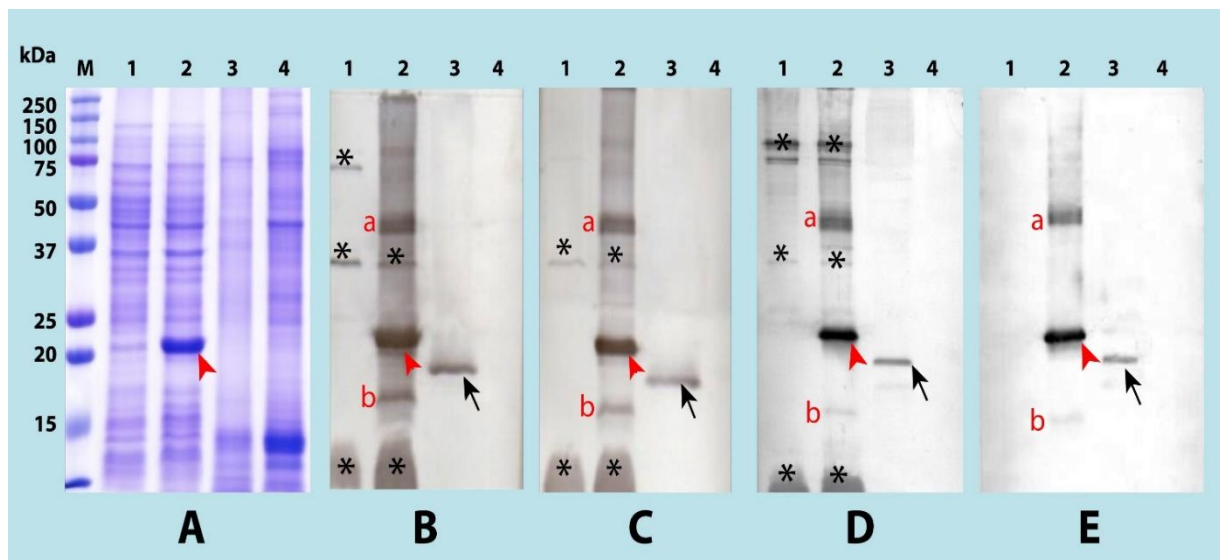 kDa
M 1 2 3 4 1 2 3 4 1 2 3 4 1 2 3 4 1 2 3 4
250
150
100
75
50
37
25
20
15
* * * *
* * * *
a a a a
* * * * * *
b b b b
* * * * * *
A B C D E